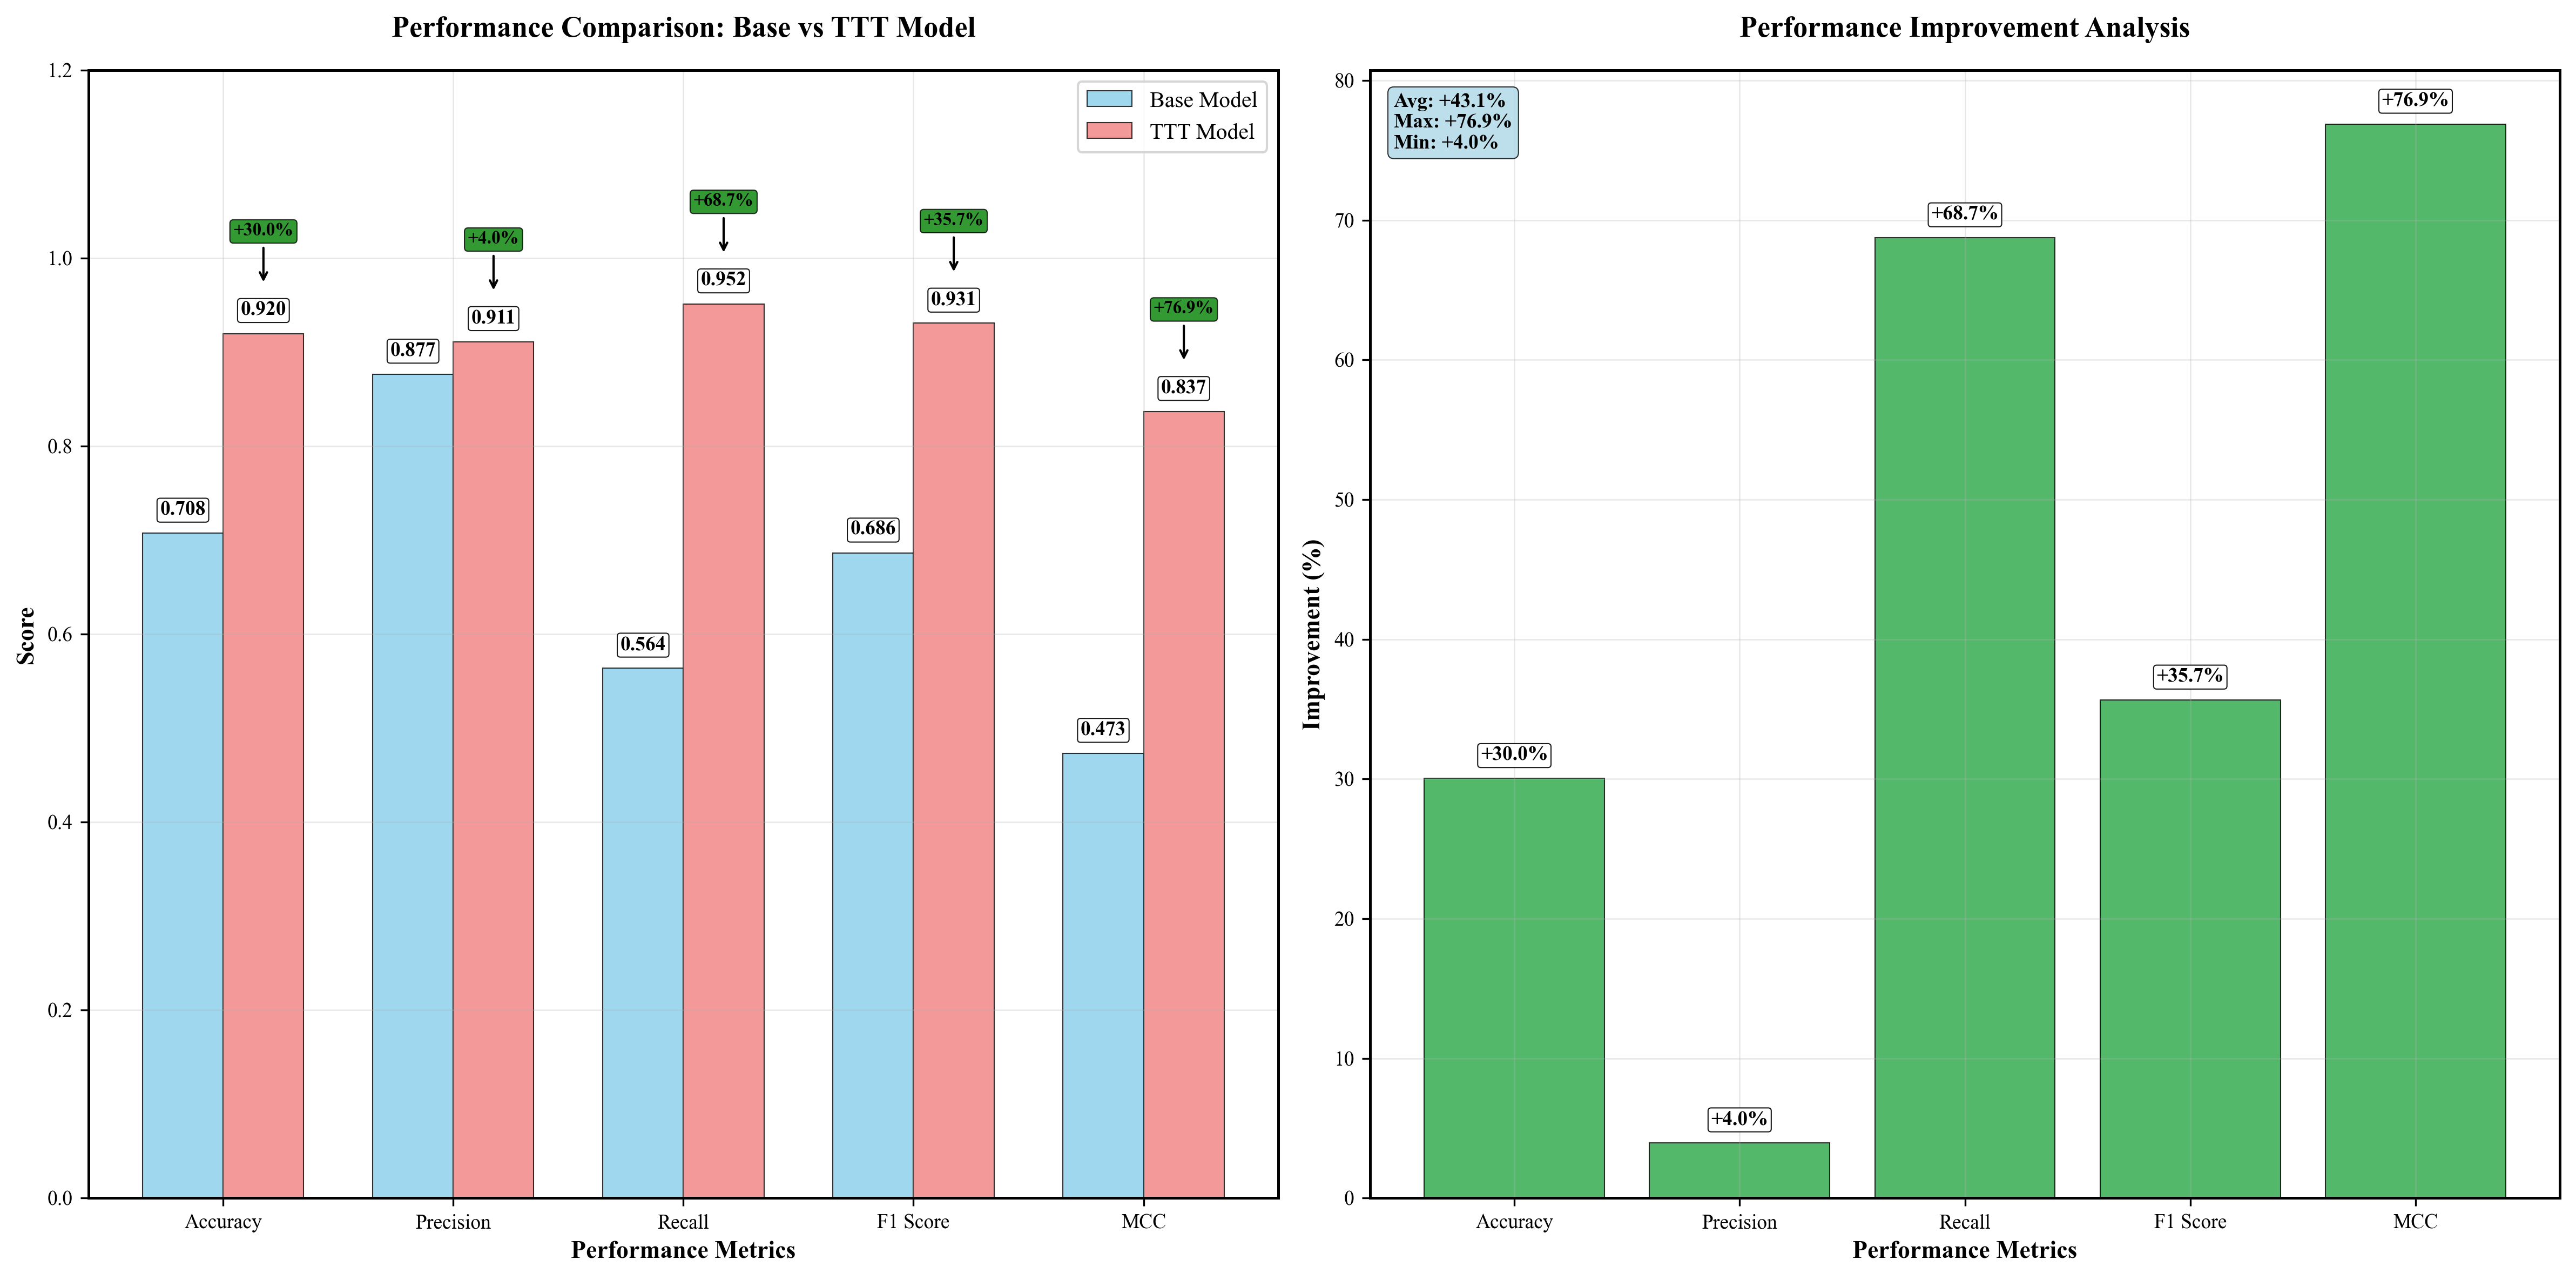 Performance Comparison: Base vs TTT Model
Base Model
TTT Model
Score
1.2
1.0
0.8
0.6
0.4
0.2
0.0
+30.0%
+4.0%
+68.7%
+35.7%
+76.9%
0.708
0.920
0.877
0.911
0.564
0.952
0.686
0.931
0.473
0.837
Accuracy
Precision
Recall
F1 Score
MCC
Performance Metrics
Performance Improvement Analysis
Avg: +43.1%
Max: +76.9%
Min: +4.0%
Improvement (%)
80
70
60
50
40
30
20
10
0
+30.0%
+4.0%
+68.7%
+35.7%
+76.9%
Accuracy
Precision
Recall
F1 Score
MCC
Performance Metrics